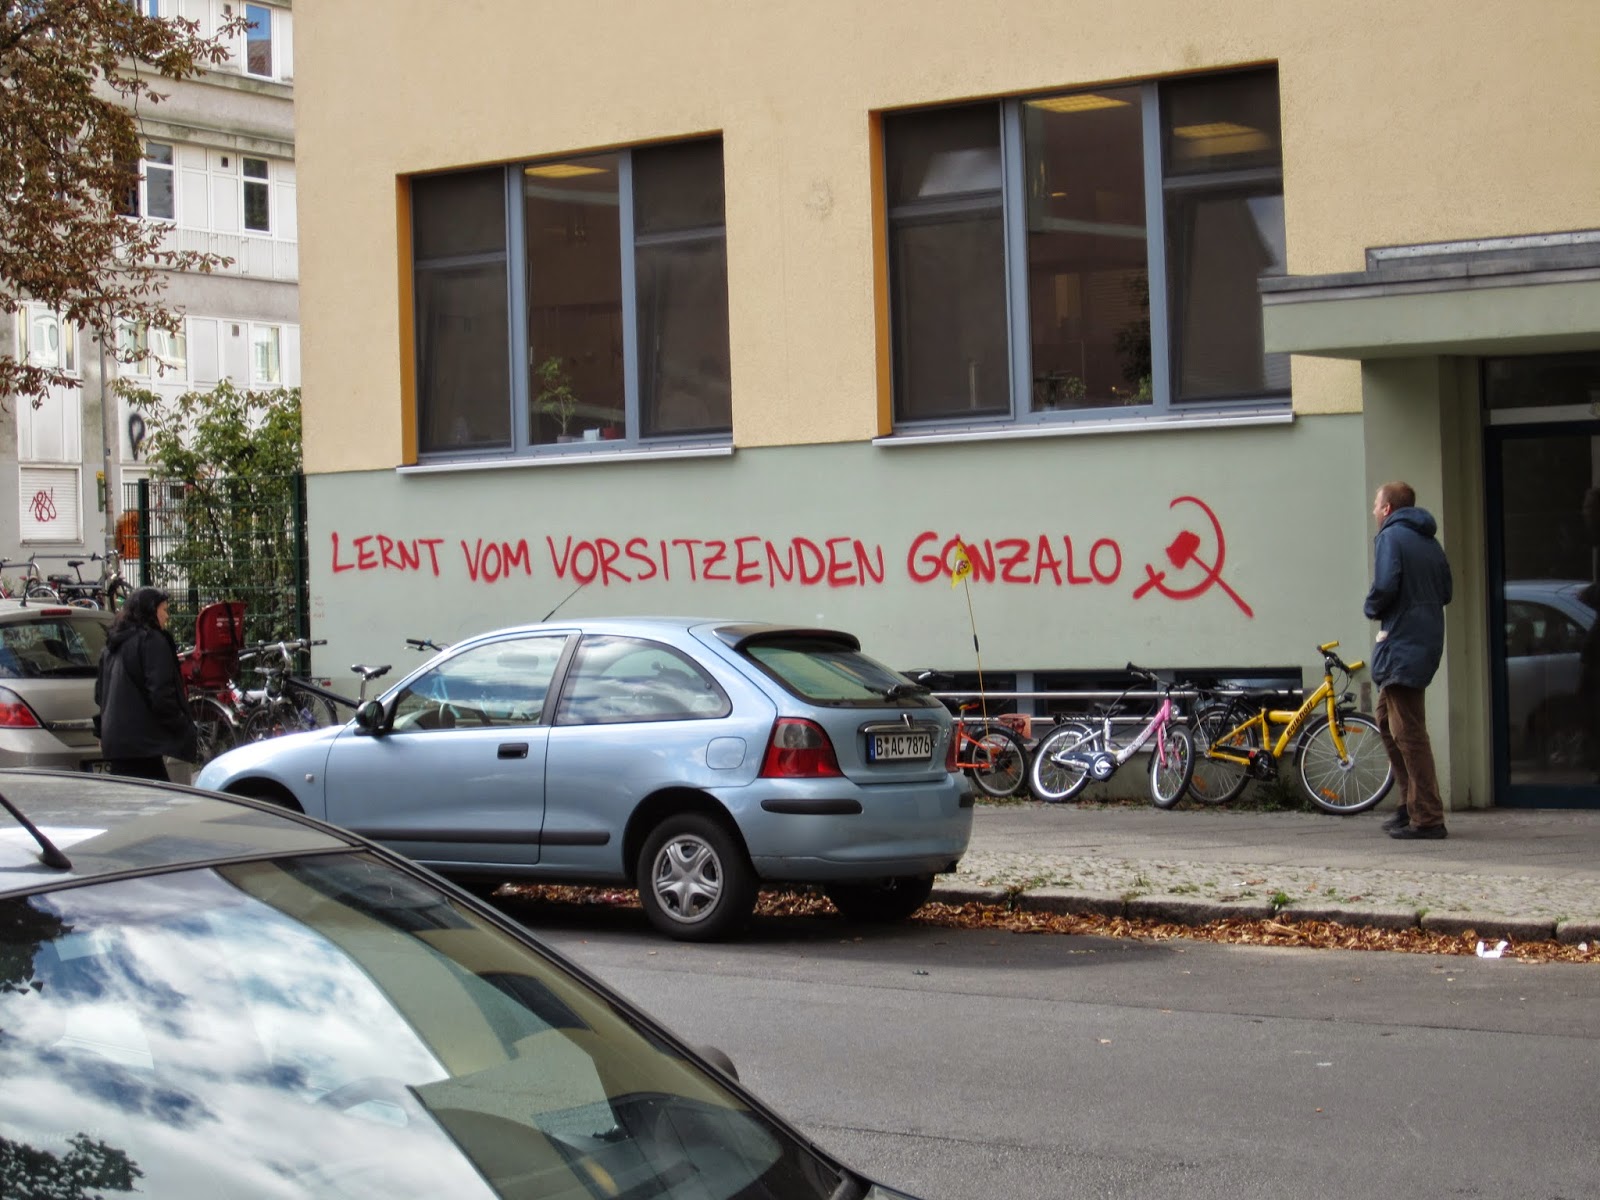 LERNT VOM VORSITZENDEN GONZALO
B AC 7876